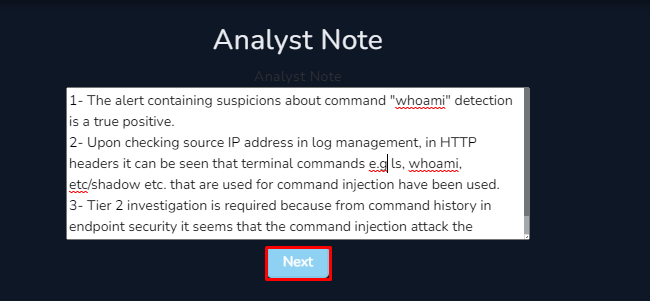 Analyst Note
Analyst Note
1- The alert containing suspicions about command "whoami" detection
is a true positive.
2- Upon checking source IP address in log management, in HTTP
headers it can be seen that terminal commands e.g ls, whoami,
etc/shadow etc. that are used for command injection have been used.
3- Tier 2 investigation is required because from command history in
endpoint security it seems that the command injection attack the
Next